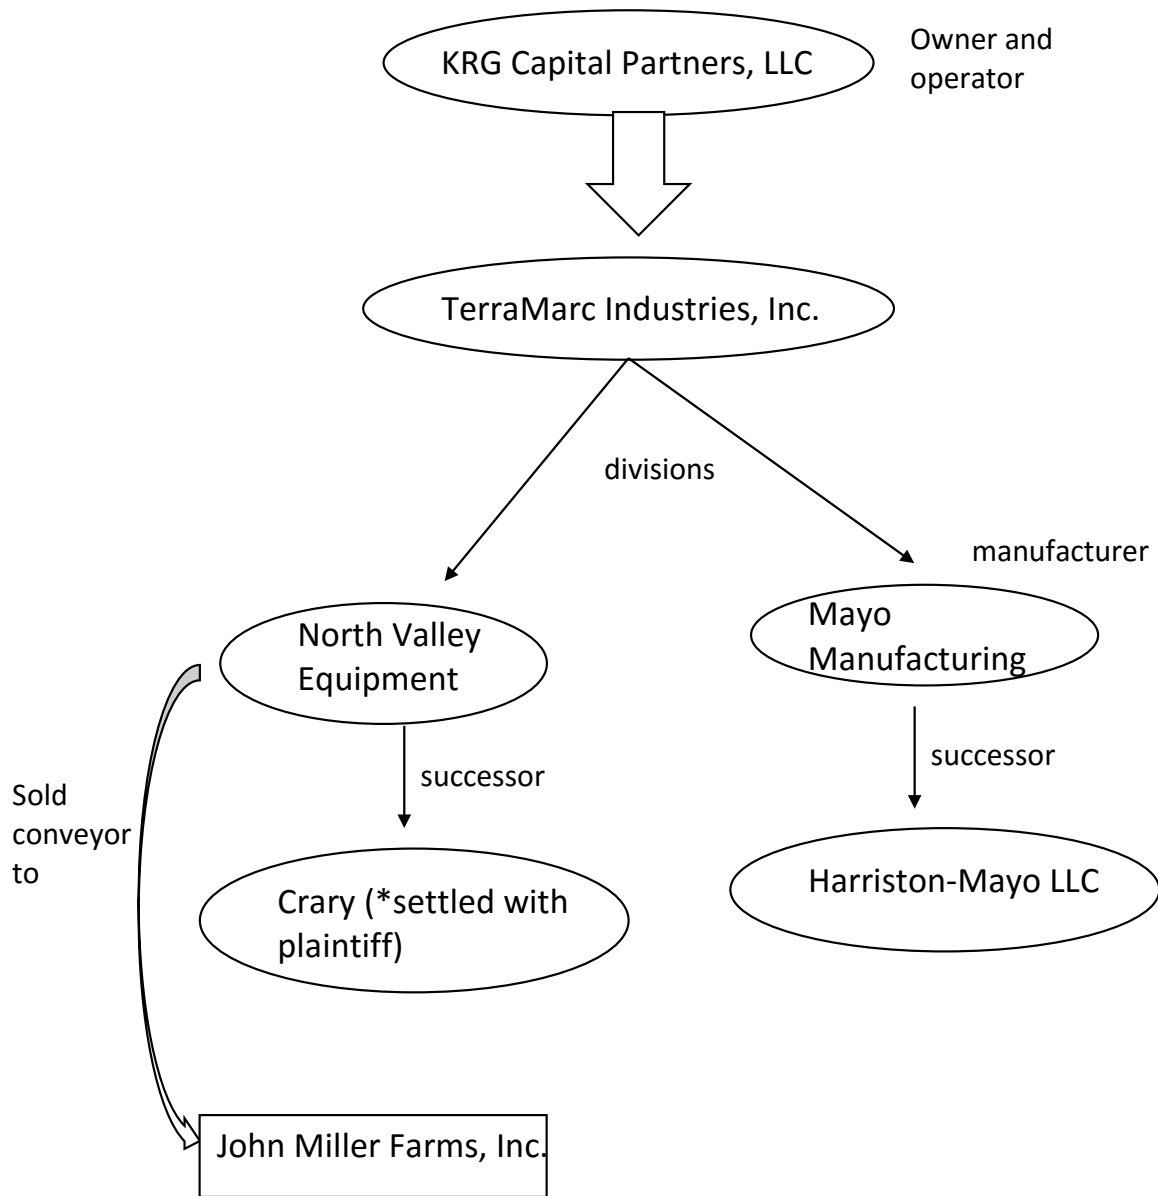 KRG Capital Partners, LLC
Owner and
operator
TerraMarc Industries, Inc.
divisions
manufacturer
North Valley
Equipment
Mayo
Manufacturing
successor
successor
Sold
conveyor
to
Crary (*settled with
plaintiff)
Harriston-Mayo LLC
John Miller Farms, Inc.